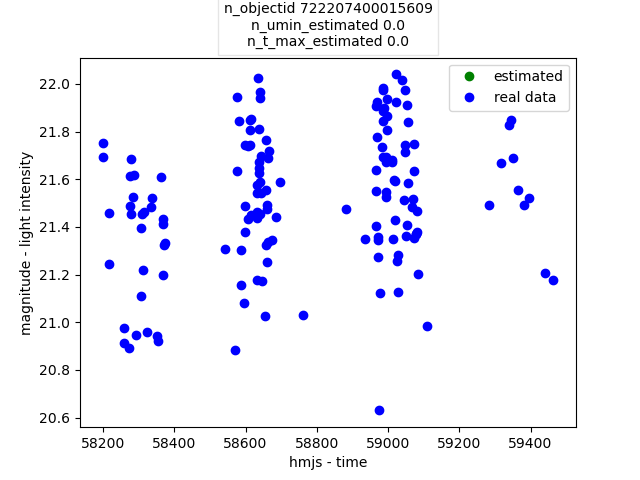 n_objectid 722207400015609
n_umin_estimated 0.0
n_t_max_estimated 0.0
estimated
real data
magnitude - light intensity
22.0
21.8
21.6
21.4
21.2
21.0
20.8
20.6
58200 58400 58600 58800 59000 59200 59400
hmjs - time